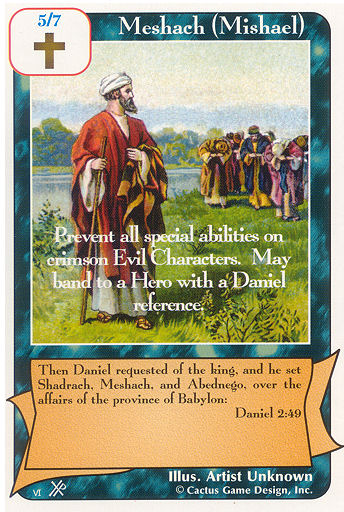 5/7
Meshach (Mishael)
Prevent all special abilities on
crimson Evil Characters. May
band to a Hero with a Daniel
reference.
Then Daniel requested of the king, and he set
Shadrach, Meshach, and Abednego, over the
affairs of the province of Babylon:
Daniel 2:49
Illus. Artist Unknown
VI
© Cactus Game Design, Inc.